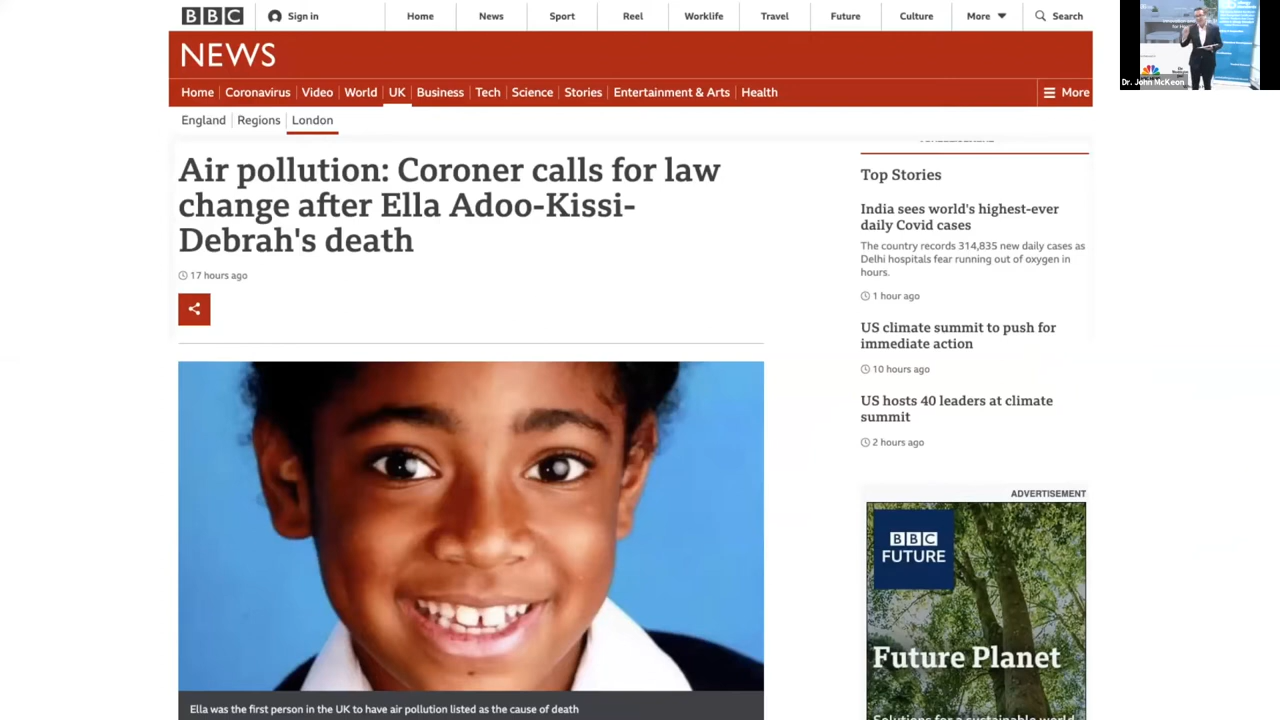 BBC
Sign in
Home
News
Sport
Reel
Worklife
Travel
Future
Culture
More
Search
NEWS
Home
Coronavirus
Video
World
UK
Business
Tech
Science
Stories
Entertainment & Arts
Health
More
England
Regions
London
Air pollution: Coroner calls for law
change after Ella Adoo-Kissi-
Debrah's death
17 hours ago
Ella was the first person in the UK to have air pollution listed as the cause of death
Top Stories
India sees world's highest-ever
daily Covid cases
The country records 314,835 new daily cases as
Delhi hospitals fear running out of oxygen in
hours.
1 hour ago
US climate summit to push for
immediate action
10 hours ago
US hosts 40 leaders at climate
summit
2 hours ago
ADVERTISEMENT
BBC
FUTURE
Future Planet
Solutions for a sustainable world
Dr. John McKeon